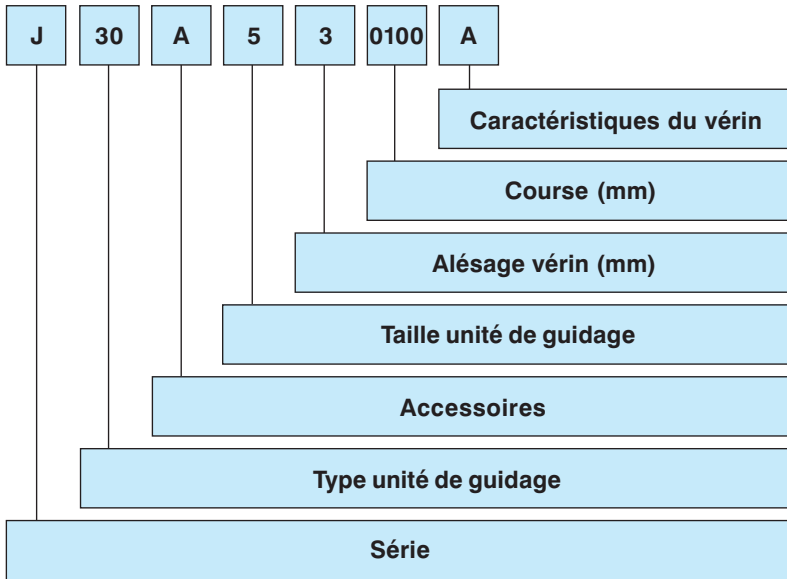 J 30 A 5 3 0100 A
Caractéristiques du vérin
Course (mm)
Alésage vérin (mm)
Taille unité de guidage
Accessoires
Type unité de guidage
Série